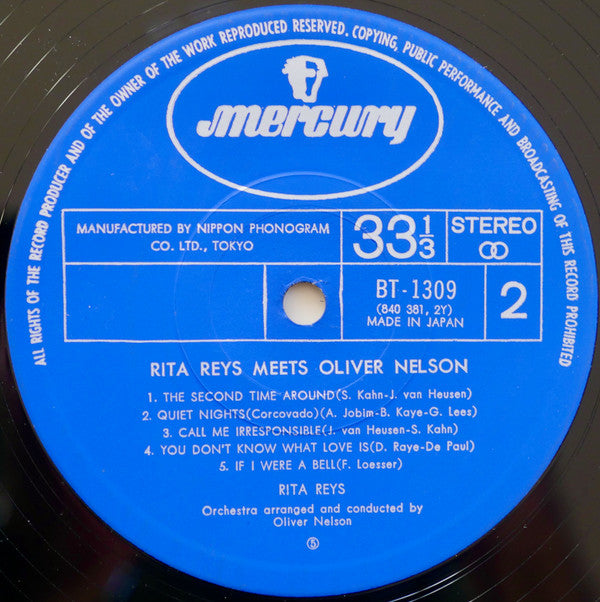 ALL RIGHTS OF THE RECORD PRODUCER AND OF THE OWNER OF THE WORK REPRODUCED RESERVED. COPYING, PUBLIC PERFORMANCE AND BROADCASTING OF THIS RECORD PROHIBITED
mercury
MANUFACTURED BY NIPPON PHONOGRAM
CO. LTD., TOKYO
33 1/3
STEREO
BT-1309
(840 381, 2Y)
MADE IN JAPAN
2
RITA REYS MEETS OLIVER NELSON
1. THE SECOND TIME AROUND(S. Kahn-J. van Heusen)
2. QUIET NIGHTS(Corcovado)(A. Jobim-B. Kaye-G. Lees)
3. CALL ME IRRESPONSIBLE(J. van Heusen-S. Kahn)
4. YOU DON'T KNOW WHAT LOVE IS(D. Raye-De Paul)
5. IF I WERE A BELL(F. Loesser)
RITA REYS
Orchestra arranged and conducted by
Oliver Nelson
⑤